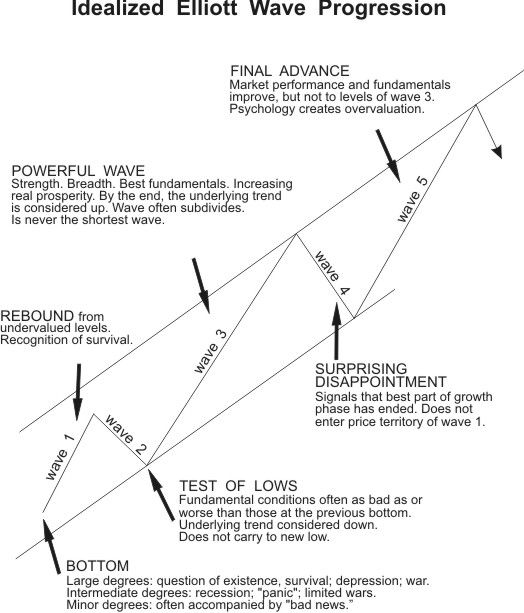 Idealized Elliott Wave Progression
FINAL ADVANCE
Market performance and fundamentals
improve, but not to levels of wave 3.
Psychology creates overvaluation.
POWERFUL WAVE
Strength. Breadth. Best fundamentals. Increasing
real prosperity. By the end, the underlying trend
is considered up. Wave often subdivides.
Is never the shortest wave.
wave 5
wave 4
REBOUND from
undervalued levels.
Recognition of survival.
wave 3
SURPRISING
DISAPPOINTMENT
Signals that best part of growth
phase has ended. Does not
enter price territory of wave 1.
wave 1
wave 2
TEST OF LOWS
Fundamental conditions often as bad as or
worse than those at the previous bottom.
Underlying trend considered down.
Does not carry to new low.
BOTTOM
Large degrees: question of existence, survival; depression; war.
Intermediate degrees: recession; "panic"; limited wars.
Minor degrees: often accompanied by "bad news.”